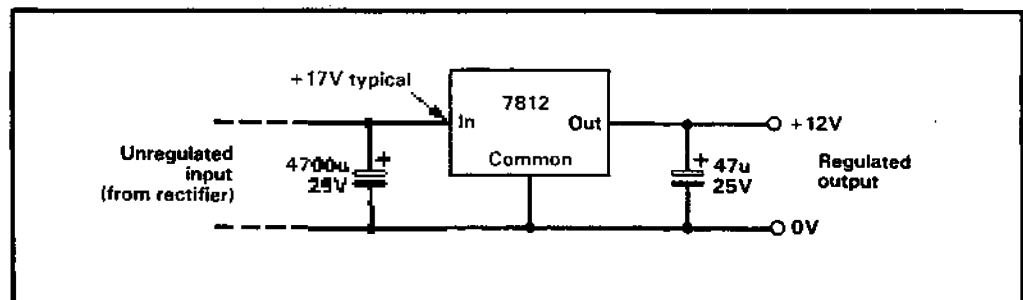 +17V typical
7812
In
Out
Common
+12V
Unregulated
input
(from rectifier)
4700u
25V
+
+
47u
25V
Regulated
output
0V